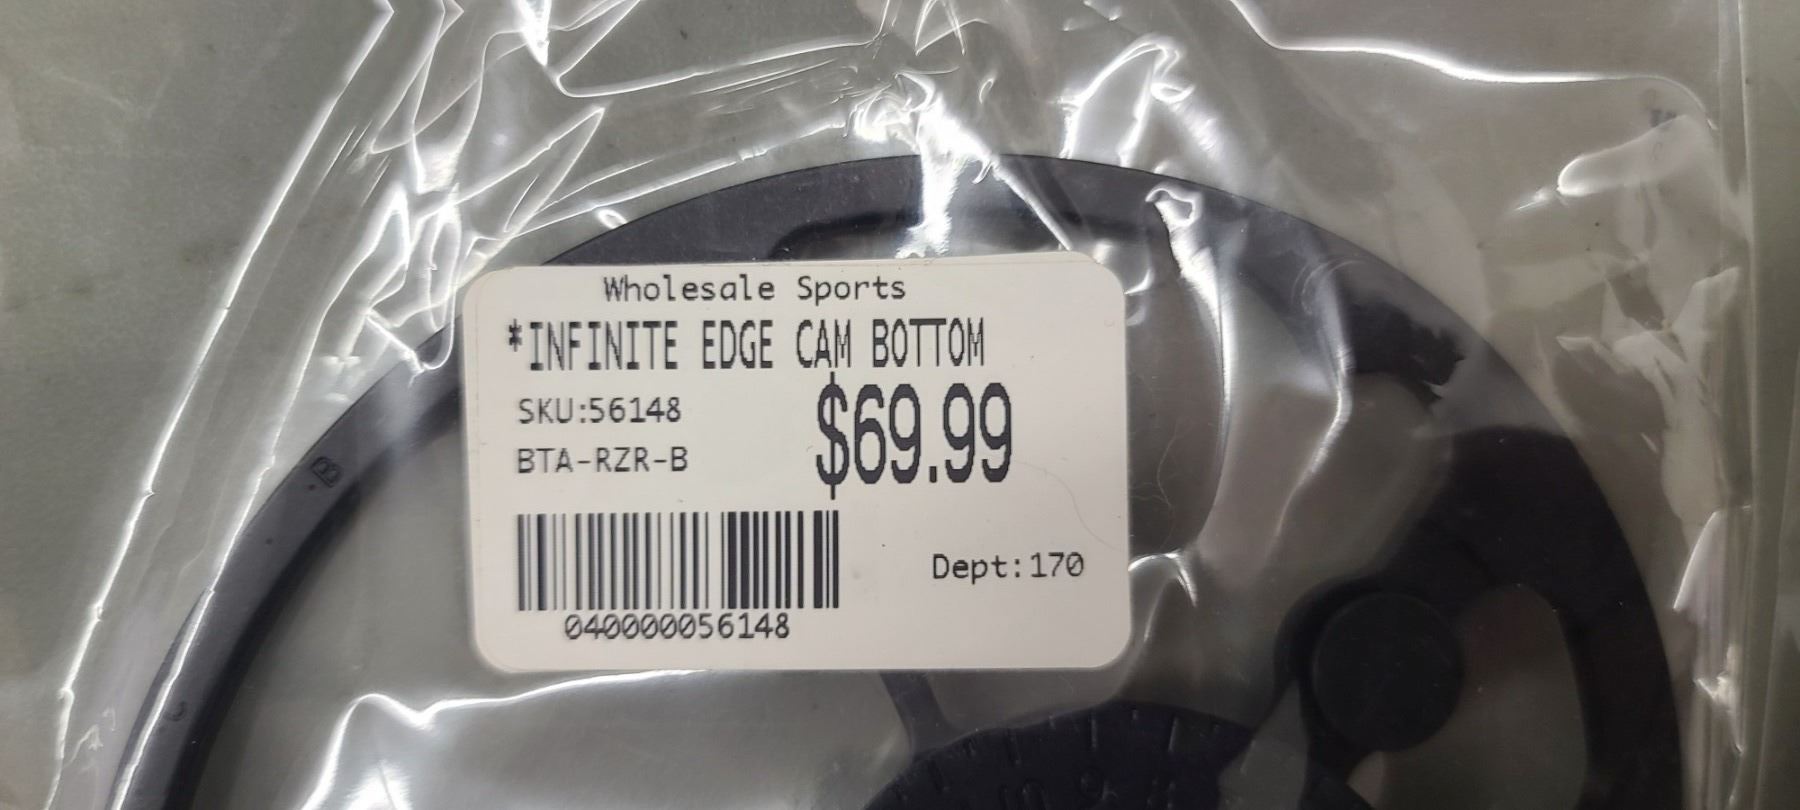 Wholesale Sports
*INFINITE EDGE CAM BOTTOM
SKU:56148
$69.99
BTA-RZR-B
Dept:170
040000056148
B